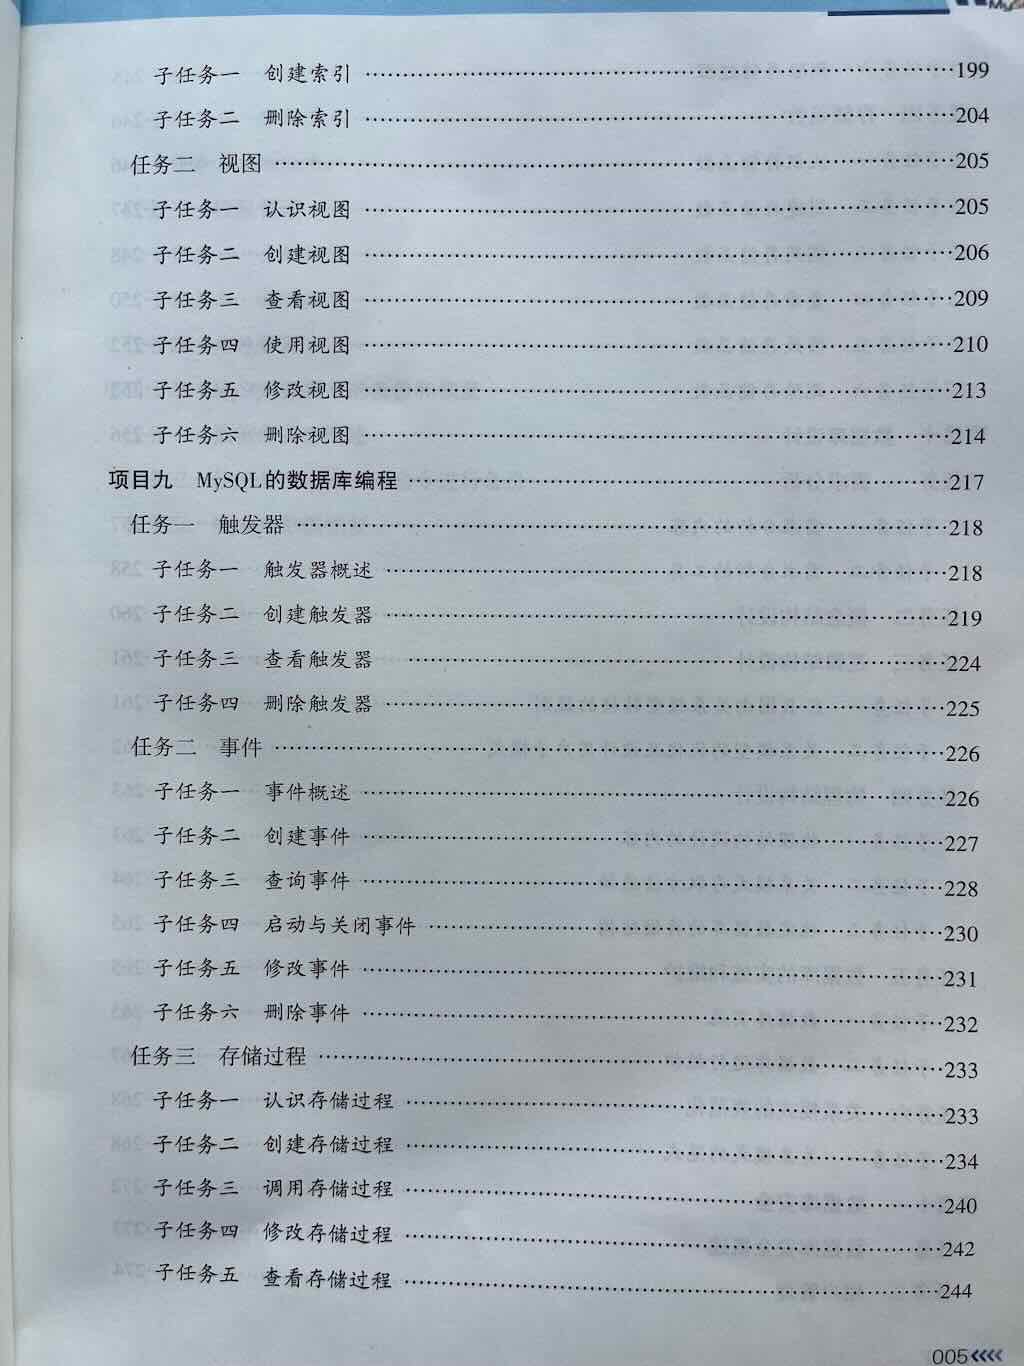 子任务一 创建索引 ……199
子任务二 删除索引 ……204
任务二 视图 ……205
子任务一 认识视图 ……205
子任务二 创建视图 ……206
子任务三 查看视图 ……209
子任务四 使用视图 ……210
子任务五 修改视图 ……213
子任务六 删除视图 ……214
项目九 MySQL的数据库编程 ……217
任务一 触发器 ……218
子任务一 触发器概述 ……218
子任务二 创建触发器 ……219
子任务三 查看触发器 ……224
子任务四 删除触发器 ……225
任务二 事件 ……226
子任务一 事件概述 ……226
子任务二 创建事件 ……227
子任务三 查询事件 ……228
子任务四 启动与关闭事件 ……230
子任务五 修改事件 ……231
子任务六 删除事件 ……232
任务三 存储过程 ……233
子任务一 认识存储过程 ……233
子任务二 创建存储过程 ……234
子任务三 调用存储过程 ……240
子任务四 修改存储过程 ……242
子任务五 查看存储过程 ……244
005